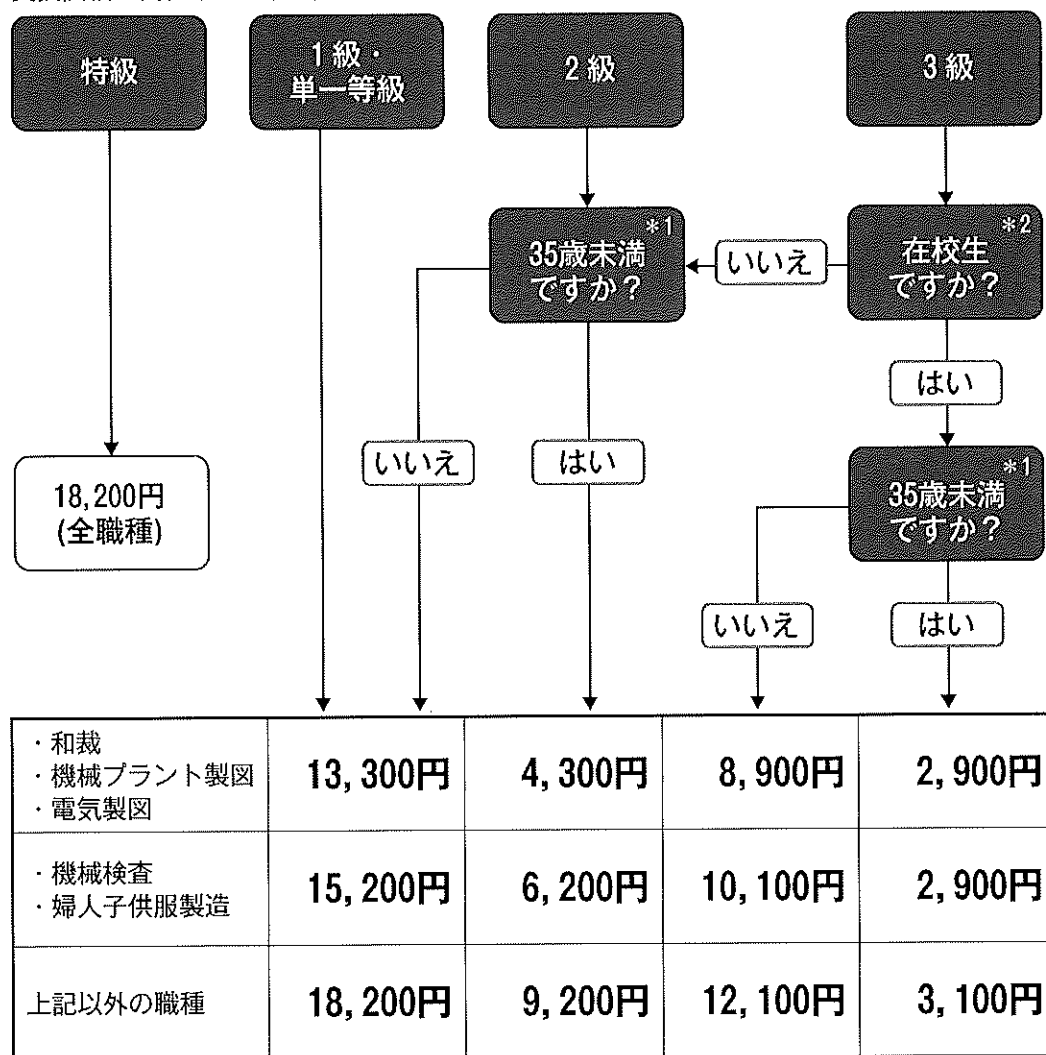 特級
1級・
単一等級
2級
3級
*1
35歳未満
ですか?
いいえ
*2
在校生
ですか?
はい
いいえ
はい
*1
35歳未満
ですか?
18,200円
(全職種)
いいえ
はい
・和裁
・機械プラント製図
・電気製図
13,300円
4,300円
8,900円
2,900円
・機械検査
・婦人子供服製造
15,200円
6,200円
10,100円
2,900円
上記以外の職種
18,200円
9,200円
12,100円
3,100円